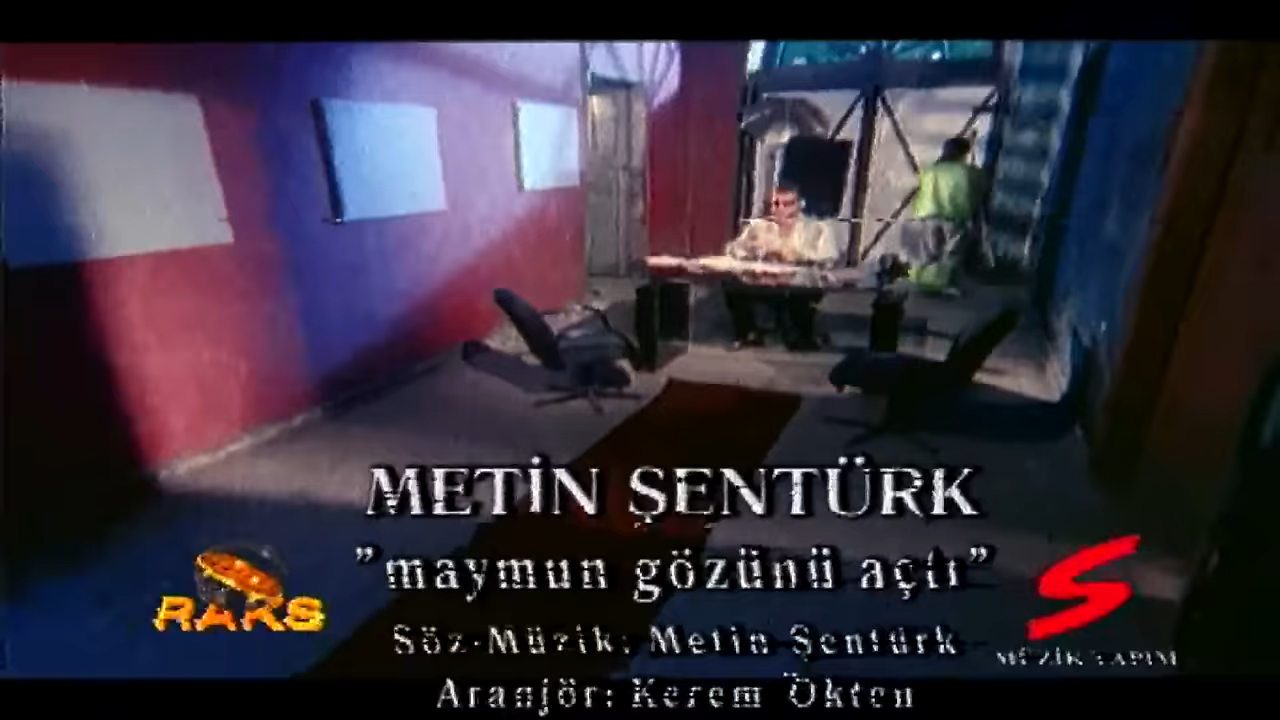 METİN ŞENTÜRK
"maymun gözünü açtı"
RAKS
S
Söz-Müzik: Metin Şentürk
MÜZİK YAPIM
Aranjör: Kerem Ökten